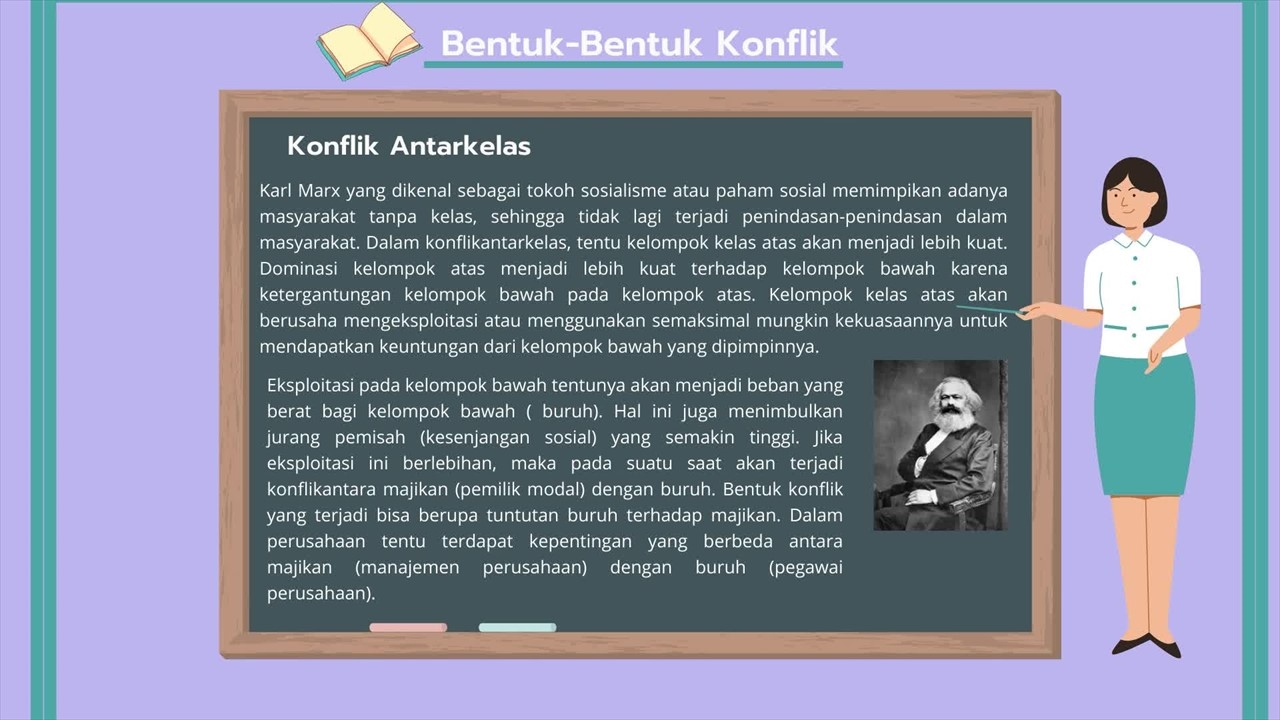 Bentuk-Bentuk Konflik
Konflik Antarkelas
Karl Marx yang dikenal sebagai tokoh sosialisme atau paham sosial memimpikan adanya
masyarakat tanpa kelas, sehingga tidak lagi terjadi penindasan-penindasan dalam
masyarakat. Dalam konflikantarkelas, tentu kelompok kelas atas akan menjadi lebih kuat.
Dominasi kelompok atas menjadi lebih kuat terhadap kelompok bawah karena
ketergantungan kelompok bawah pada kelompok atas. Kelompok kelas atas akan
berusaha mengeksploitasi atau menggunakan semaksimal mungkin kekuasaannya untuk
mendapatkan keuntungan dari kelompok bawah yang dipimpinnya.
Eksploitasi pada kelompok bawah tentunya akan menjadi beban yang
berat bagi kelompok bawah ( buruh). Hal ini juga menimbulkan
jurang pemisah (kesenjangan sosial) yang semakin tinggi. Jika
eksploitasi ini berlebihan, maka pada suatu saat akan terjadi
konflikantara majikan (pemilik modal) dengan buruh. Bentuk konflik
yang terjadi bisa berupa tuntutan buruh terhadap majikan. Dalam
perusahaan tentu terdapat kepentingan yang berbeda antara
majikan (manajemen perusahaan) dengan buruh (pegawai
perusahaan).